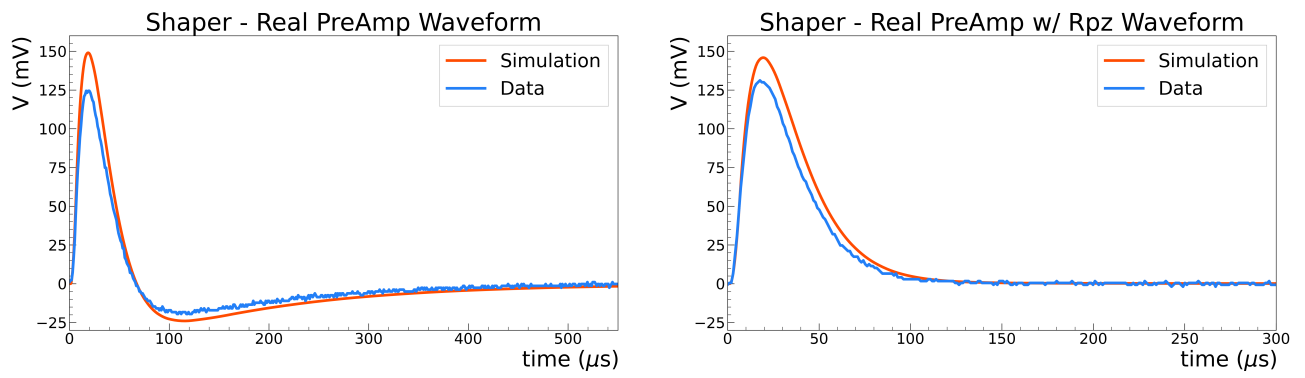 Shaper - Real PreAmp Waveform
V (mV)
150
125
100
75
50
25
0
−25
Simulation
Data
0 100 200 300 400 500
time (μs)
Shaper - Real PreAmp w/ Rpz Waveform
V (mV)
150
125
100
75
50
25
0
−25
Simulation
Data
0 50 100 150 200 250 300
time (μs)